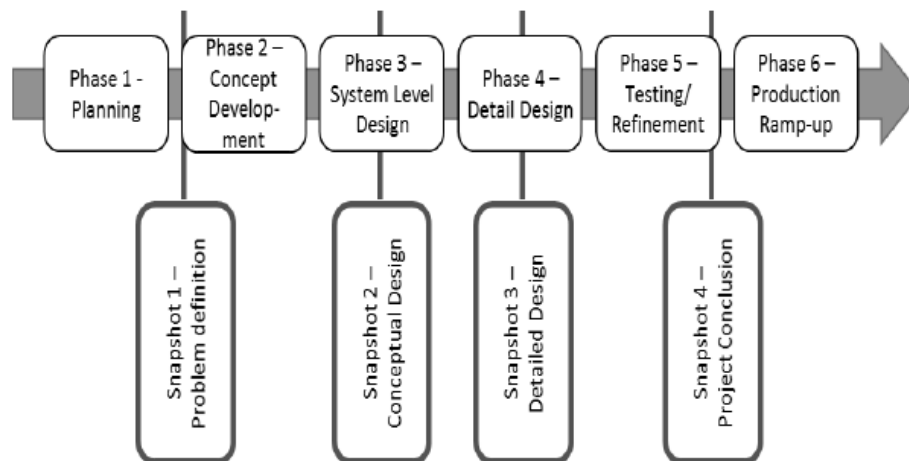 Phase 1 -
Planning
Phase 2 –
Concept
Develop-
ment
Phase 3 –
System Level
Design
Phase 4 –
Detail Design
Phase 5 –
Testing/
Refinement
Phase 6 –
Production
Ramp-up
Snapshot 1 —
Problem definition
Snapshot 2 —
Conceptual Design
Snapshot 3 —
Detailed Design
Snapshot 4 —
Project Conclusion